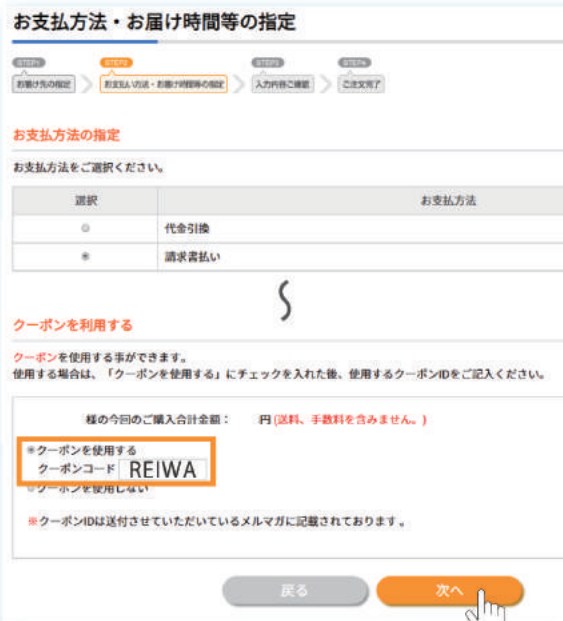 お支払方法・お届け時間等の指定
STEP1 STEP2 STEP3 STEP4
お届け先の指定 お支払い方法・お届け時間等の指定 入力内容ご確認 ご注文完了
お支払方法の指定
お支払方法をご選択ください。
選択 お支払方法
代金引換
請求書払い
クーポンを利用する
クーポンを使用する事ができます。
使用する場合は、「クーポンを使用する」にチェックを入れた後、使用するクーポンIDをご記入ください。
様の今回のご購入合計金額： 円(送料、手数料を含みません。)
クーポンを使用する
クーポンコード REIWA
クーポンを使用しない
※クーポンIDは送付させていただいているメルマガに記載されております。
戻る 次へ